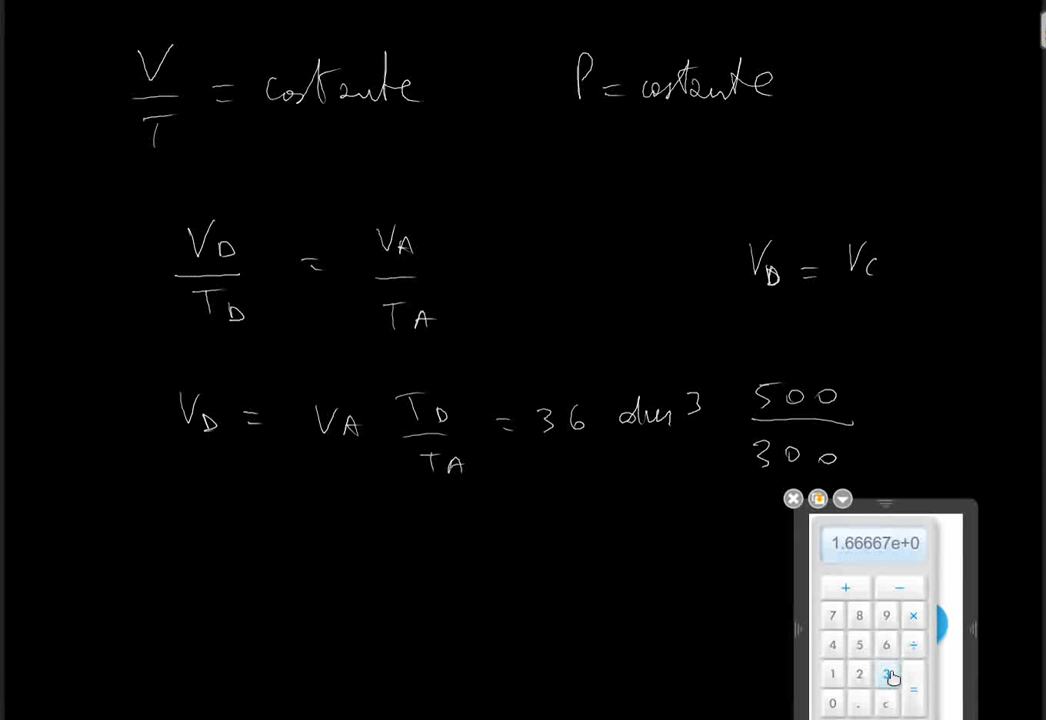 V/T = costante P = costante
V_D/T_D = V_A/T_A V_D = V_C
V_D = V_A T_D/T_A = 36 dm³ 500/300
1.66667e+0
+ −
7 8 9 ×
4 5 6 ÷
1 2 3
0 . c =